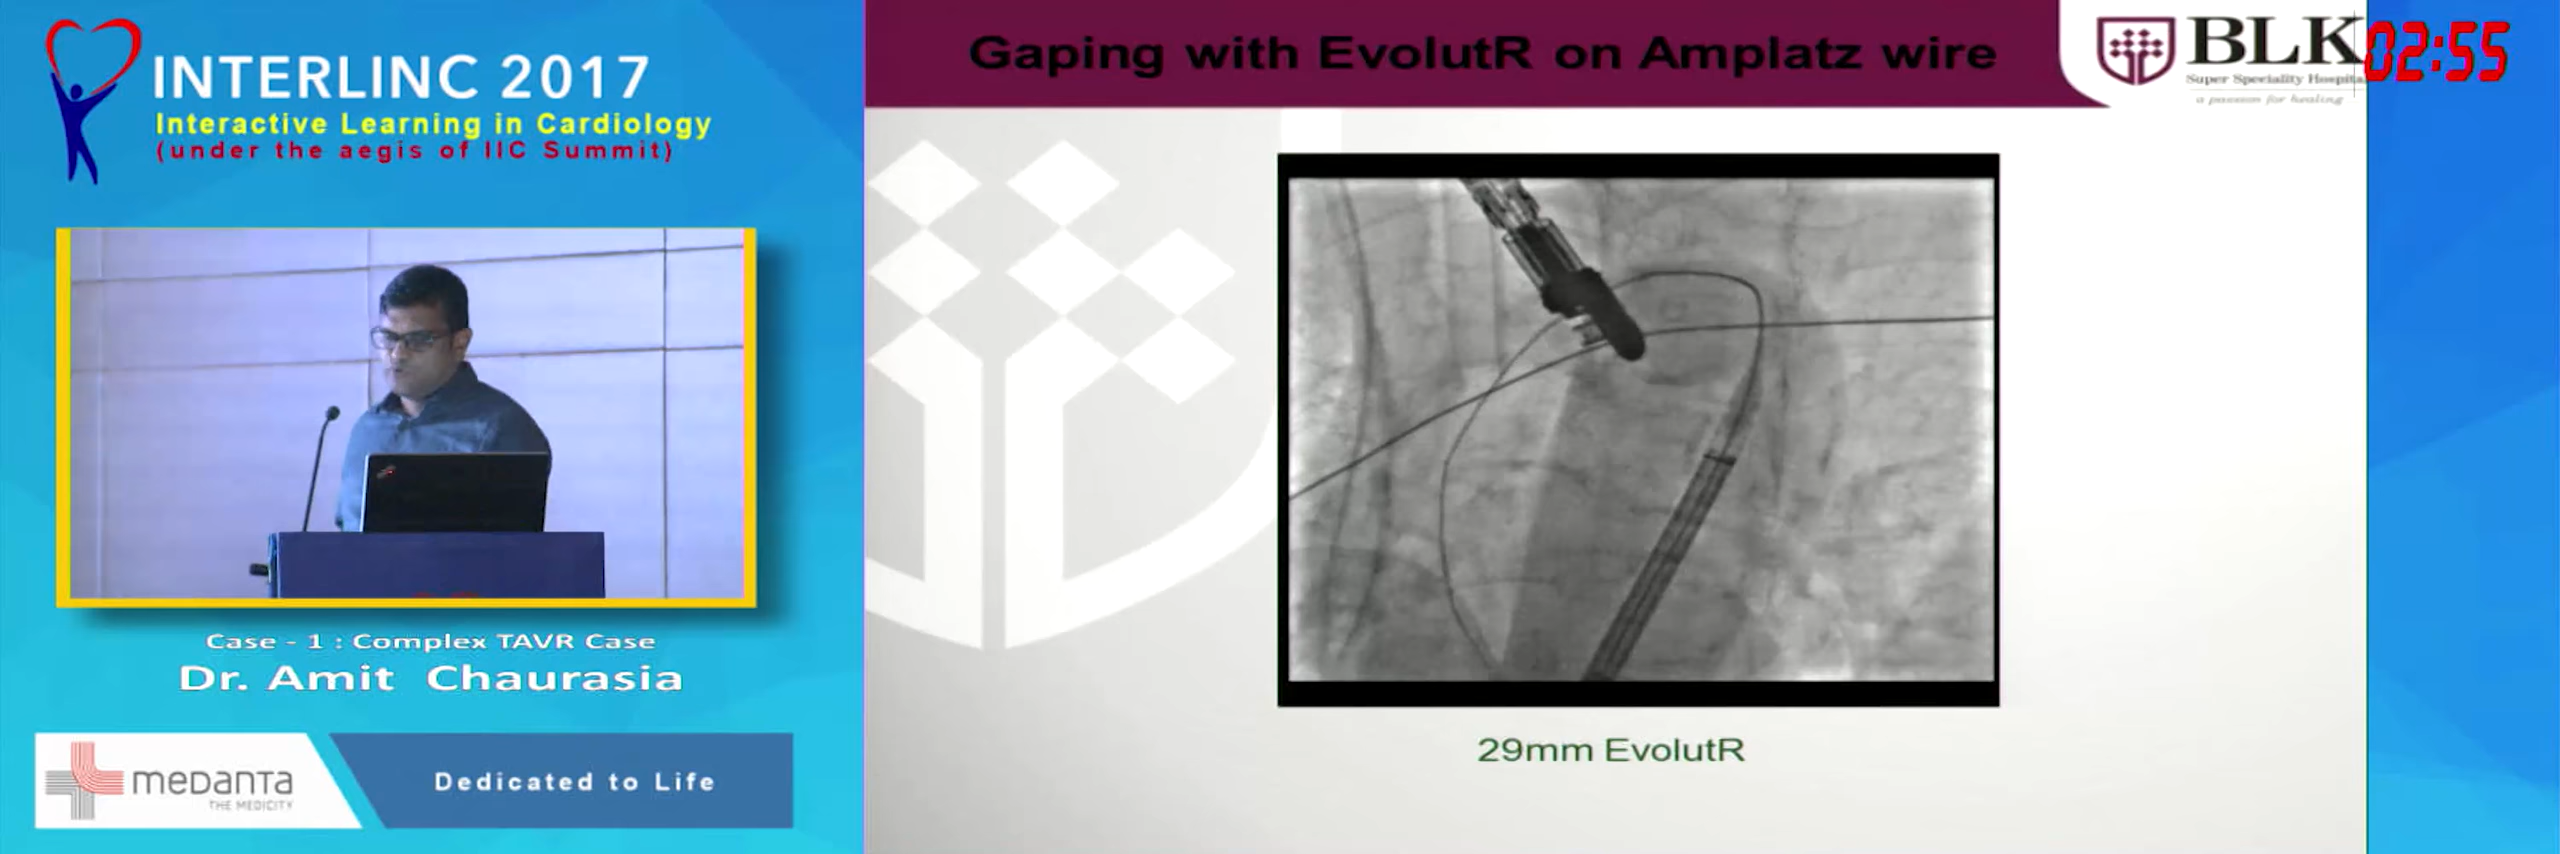 INTERLINC 2017
Interactive Learning in Cardiology
(under the aegis of IIC Summit)
Case - 1 : Complex TAVR Case
Dr. Amit Chaurasia
meDanta
THE MEDICITY
Dedicated to Life
Gaping with EvolutR on Amplatz wire
BLK
Super Speciality Hospita
a passion for healing
02:55
29mm EvolutR